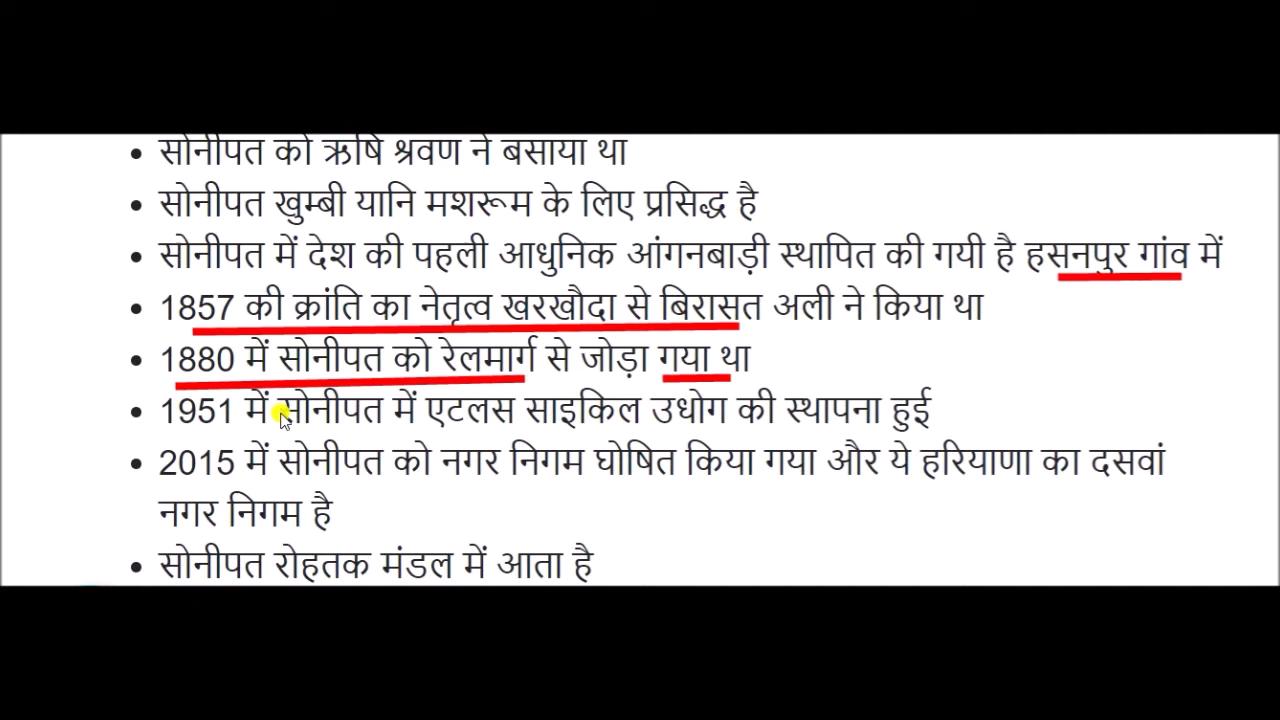 • सोनीपत को ऋषि श्रवण ने बसाया था
• सोनीपत खुम्बी यानि मशरूम के लिए प्रसिद्ध है
• सोनीपत में देश की पहली आधुनिक आंगनबाड़ी स्थापित की गयी है हसनपुर गांव में
• 1857 की क्रांति का नेतृत्व खरखौदा से बिरासत अली ने किया था
• 1880 में सोनीपत को रेलमार्ग से जोड़ा गया था
• 1951 में सोनीपत में एटलस साइकिल उधोग की स्थापना हुई
• 2015 में सोनीपत को नगर निगम घोषित किया गया और ये हरियाणा का दसवां
नगर निगम है
• सोनीपत रोहतक मंडल में आता है